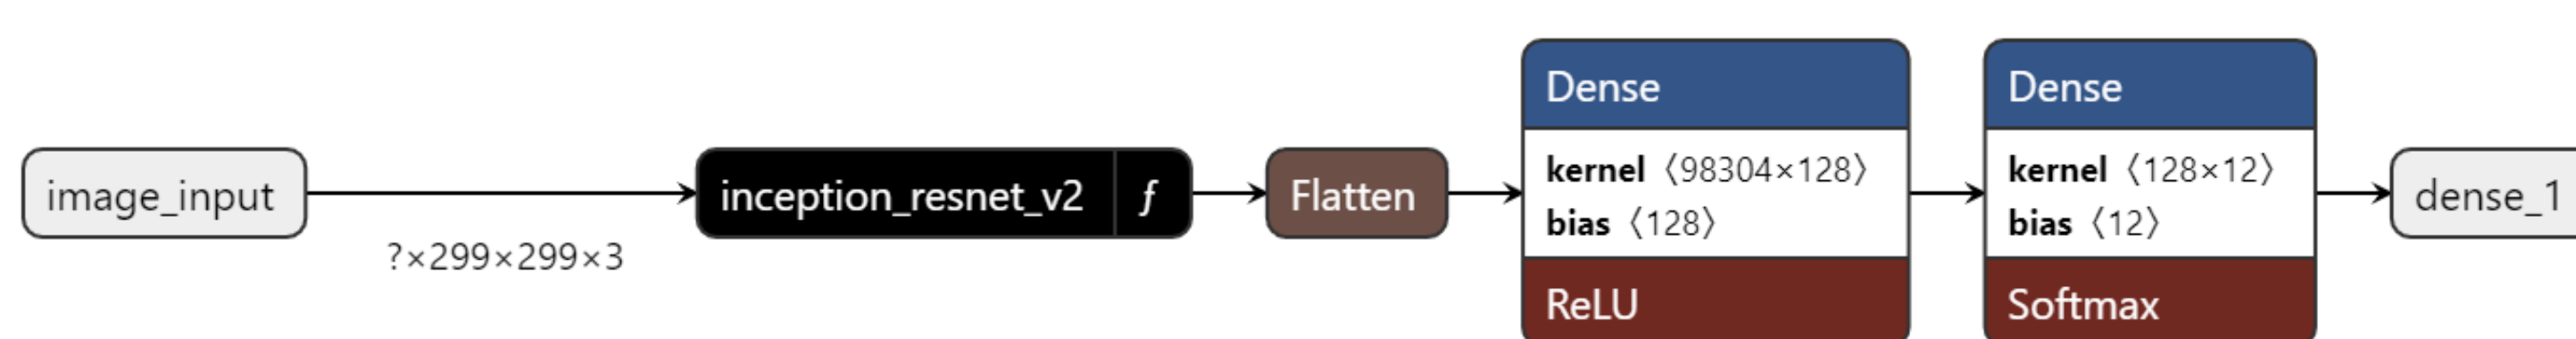 image_input
?×299×299×3
inception_resnet_v2 ƒ
Flatten
Dense
kernel 〈98304×128〉
bias 〈128〉
ReLU
Dense
kernel 〈128×12〉
bias 〈12〉
Softmax
dense_1